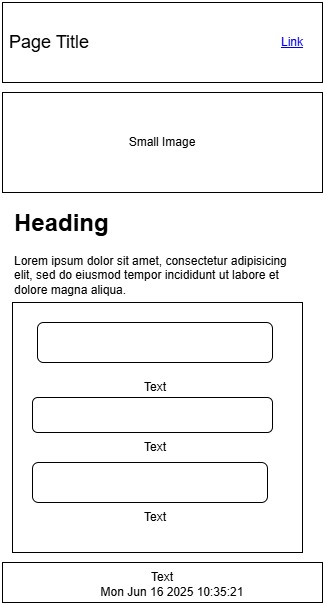 Page Title
Link
Small Image
Heading
Lorem ipsum dolor sit amet, consectetur adipisicing
elit, sed do eiusmod tempor incididunt ut labore et
dolore magna aliqua.
Text
Text
Text
Text
Mon Jun 16 2025 10:35:21